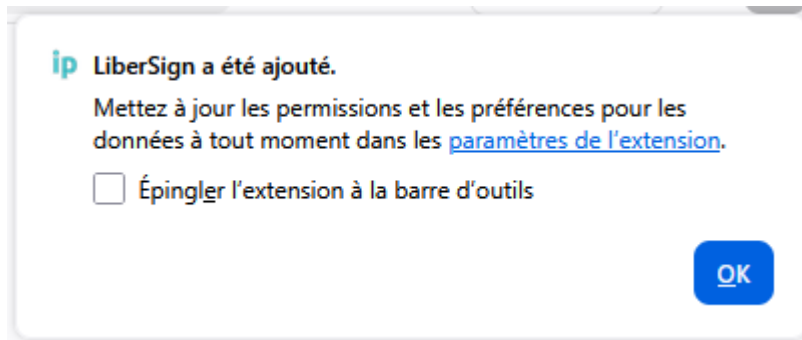 ip LiberSign a été ajouté.
Mettez à jour les permissions et les préférences pour les
données à tout moment dans les paramètres de l’extension.
Épingler l’extension à la barre d’outils
OK